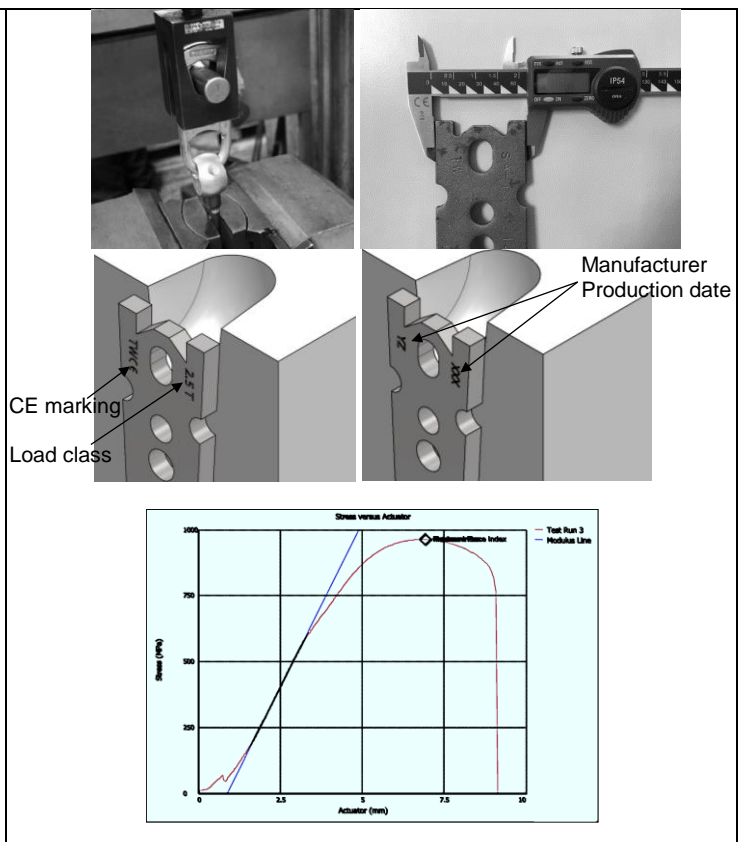 IP54
Manufacturer
Production date
CE marking
Load class
TWCE
2.5 T
YZ
XXX
Stress versus Actuator
Test Run 3
Modulus Line
Stress (MPa)
1000
750
500
250
0
0
2.5
5
7.5
10
Actuator (mm)